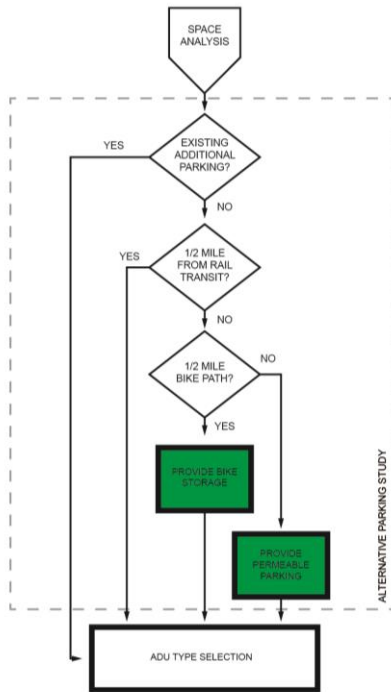 SPACE
ANALYSIS
YES
EXISTING
ADDITIONAL
PARKING?
NO
YES
1/2 MILE
FROM RAIL
TRANSIT?
NO
1/2 MILE
BIKE PATH?
NO
YES
PROVIDE BIKE
STORAGE
PROVIDE
PERMEABLE
PARKING
ALTERNATIVE PARKING STUDY
ADU TYPE SELECTION